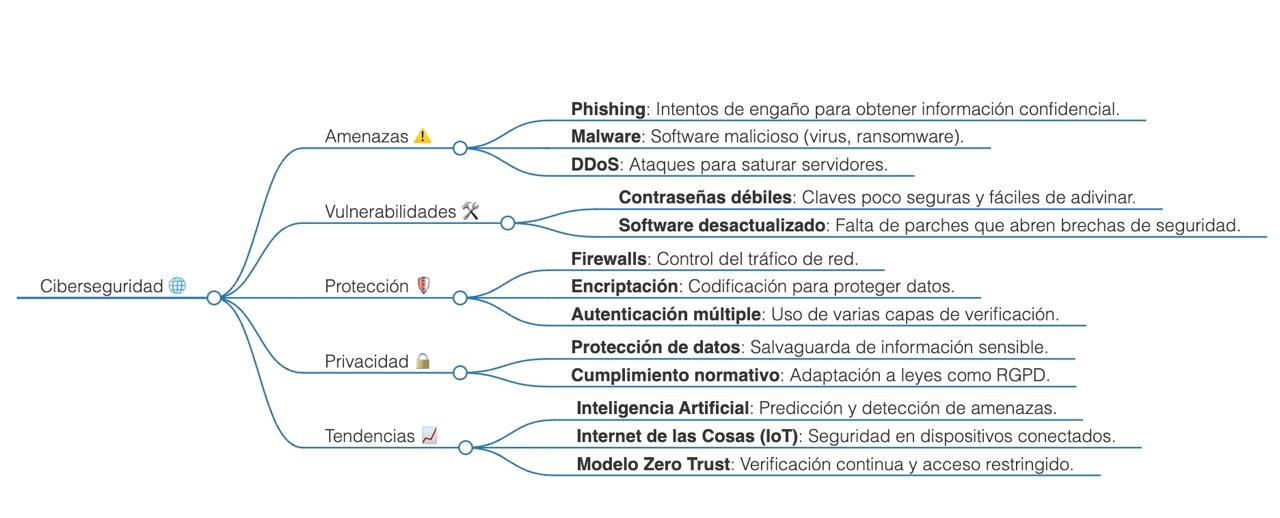 Ciberseguridad 🌐
Amenazas ⚠️
Phishing: Intentos de engaño para obtener información confidencial.
Malware: Software malicioso (virus, ransomware).
DDoS: Ataques para saturar servidores.
Vulnerabilidades 🛠️
Contraseñas débiles: Claves poco seguras y fáciles de adivinar.
Software desactualizado: Falta de parches que abren brechas de seguridad.
Protección 🛡️
Firewalls: Control del tráfico de red.
Encriptación: Codificación para proteger datos.
Autenticación múltiple: Uso de varias capas de verificación.
Privacidad 🔒
Protección de datos: Salvaguarda de información sensible.
Cumplimiento normativo: Adaptación a leyes como RGPD.
Tendencias 📈
Inteligencia Artificial: Predicción y detección de amenazas.
Internet de las Cosas (IoT): Seguridad en dispositivos conectados.
Modelo Zero Trust: Verificación continua y acceso restringido.